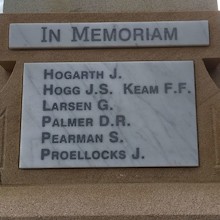 IN MEMORIAM
HOGARTH J.
HOGG J.S. KEAM F.F.
LARSEN G.
PALMER D.R.
PEARMAN S.
PROELLOCKS J.